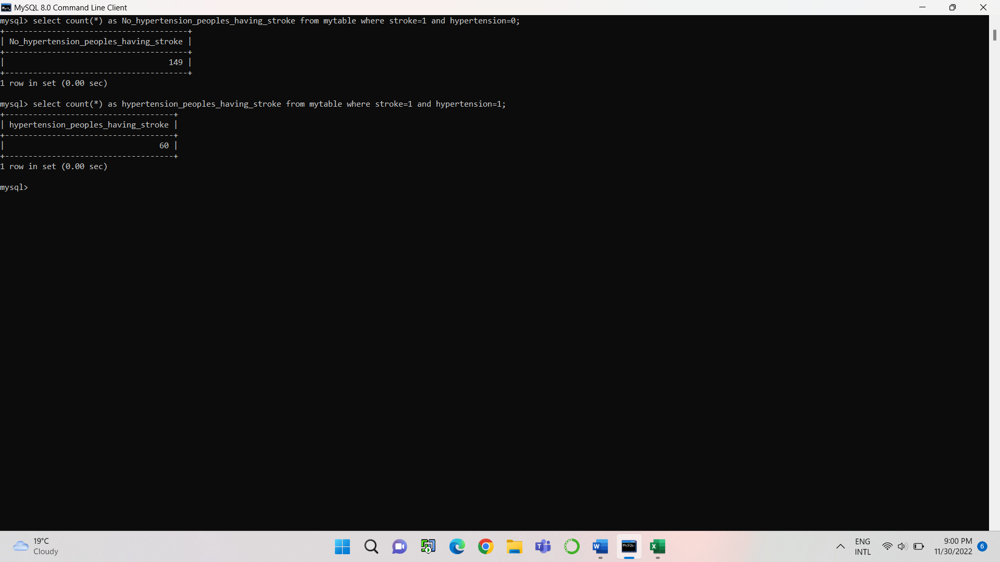 MySQL 8.0 Command Line Client
mysql> select count(*) as No_hypertension_peoples_having_stroke from mytable where stroke=1 and hypertension=0;
+---------------------------------------+
| No_hypertension_peoples_having_stroke |
+---------------------------------------+
|                                   149 |
+---------------------------------------+
1 row in set (0.00 sec)
mysql> select count(*) as hypertension_peoples_having_stroke from mytable where stroke=1 and hypertension=1;
+------------------------------------+
| hypertension_peoples_having_stroke |
+------------------------------------+
|                                 60 |
+------------------------------------+
1 row in set (0.00 sec)
mysql>
19°C
Cloudy
ENG
INTL
9:00 PM
11/30/2022
6